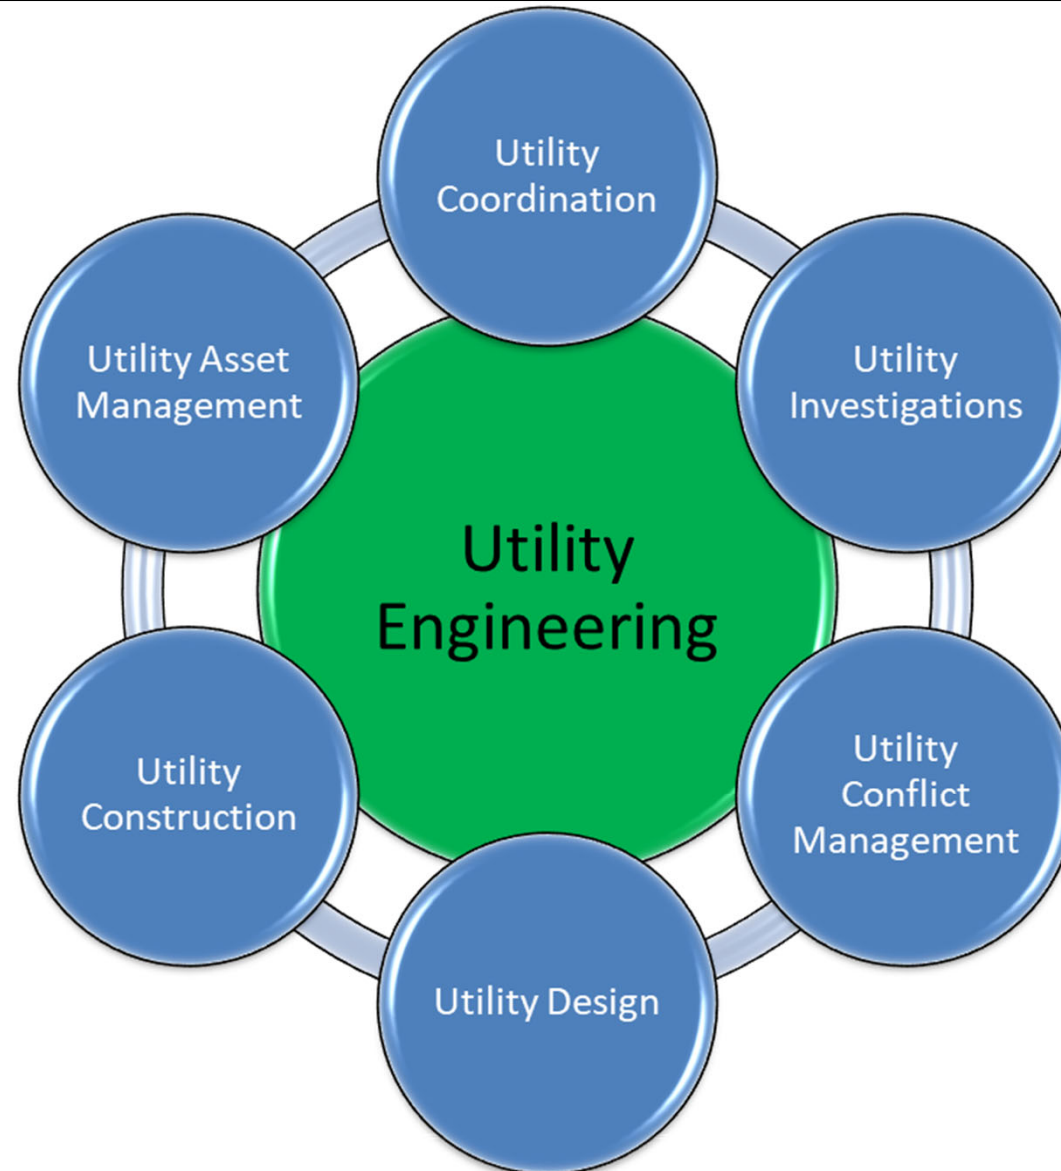 Utility
Coordination
Utility
Investigations
Utility
Conflict
Management
Utility Design
Utility
Construction
Utility Asset
Management
Utility
Engineering